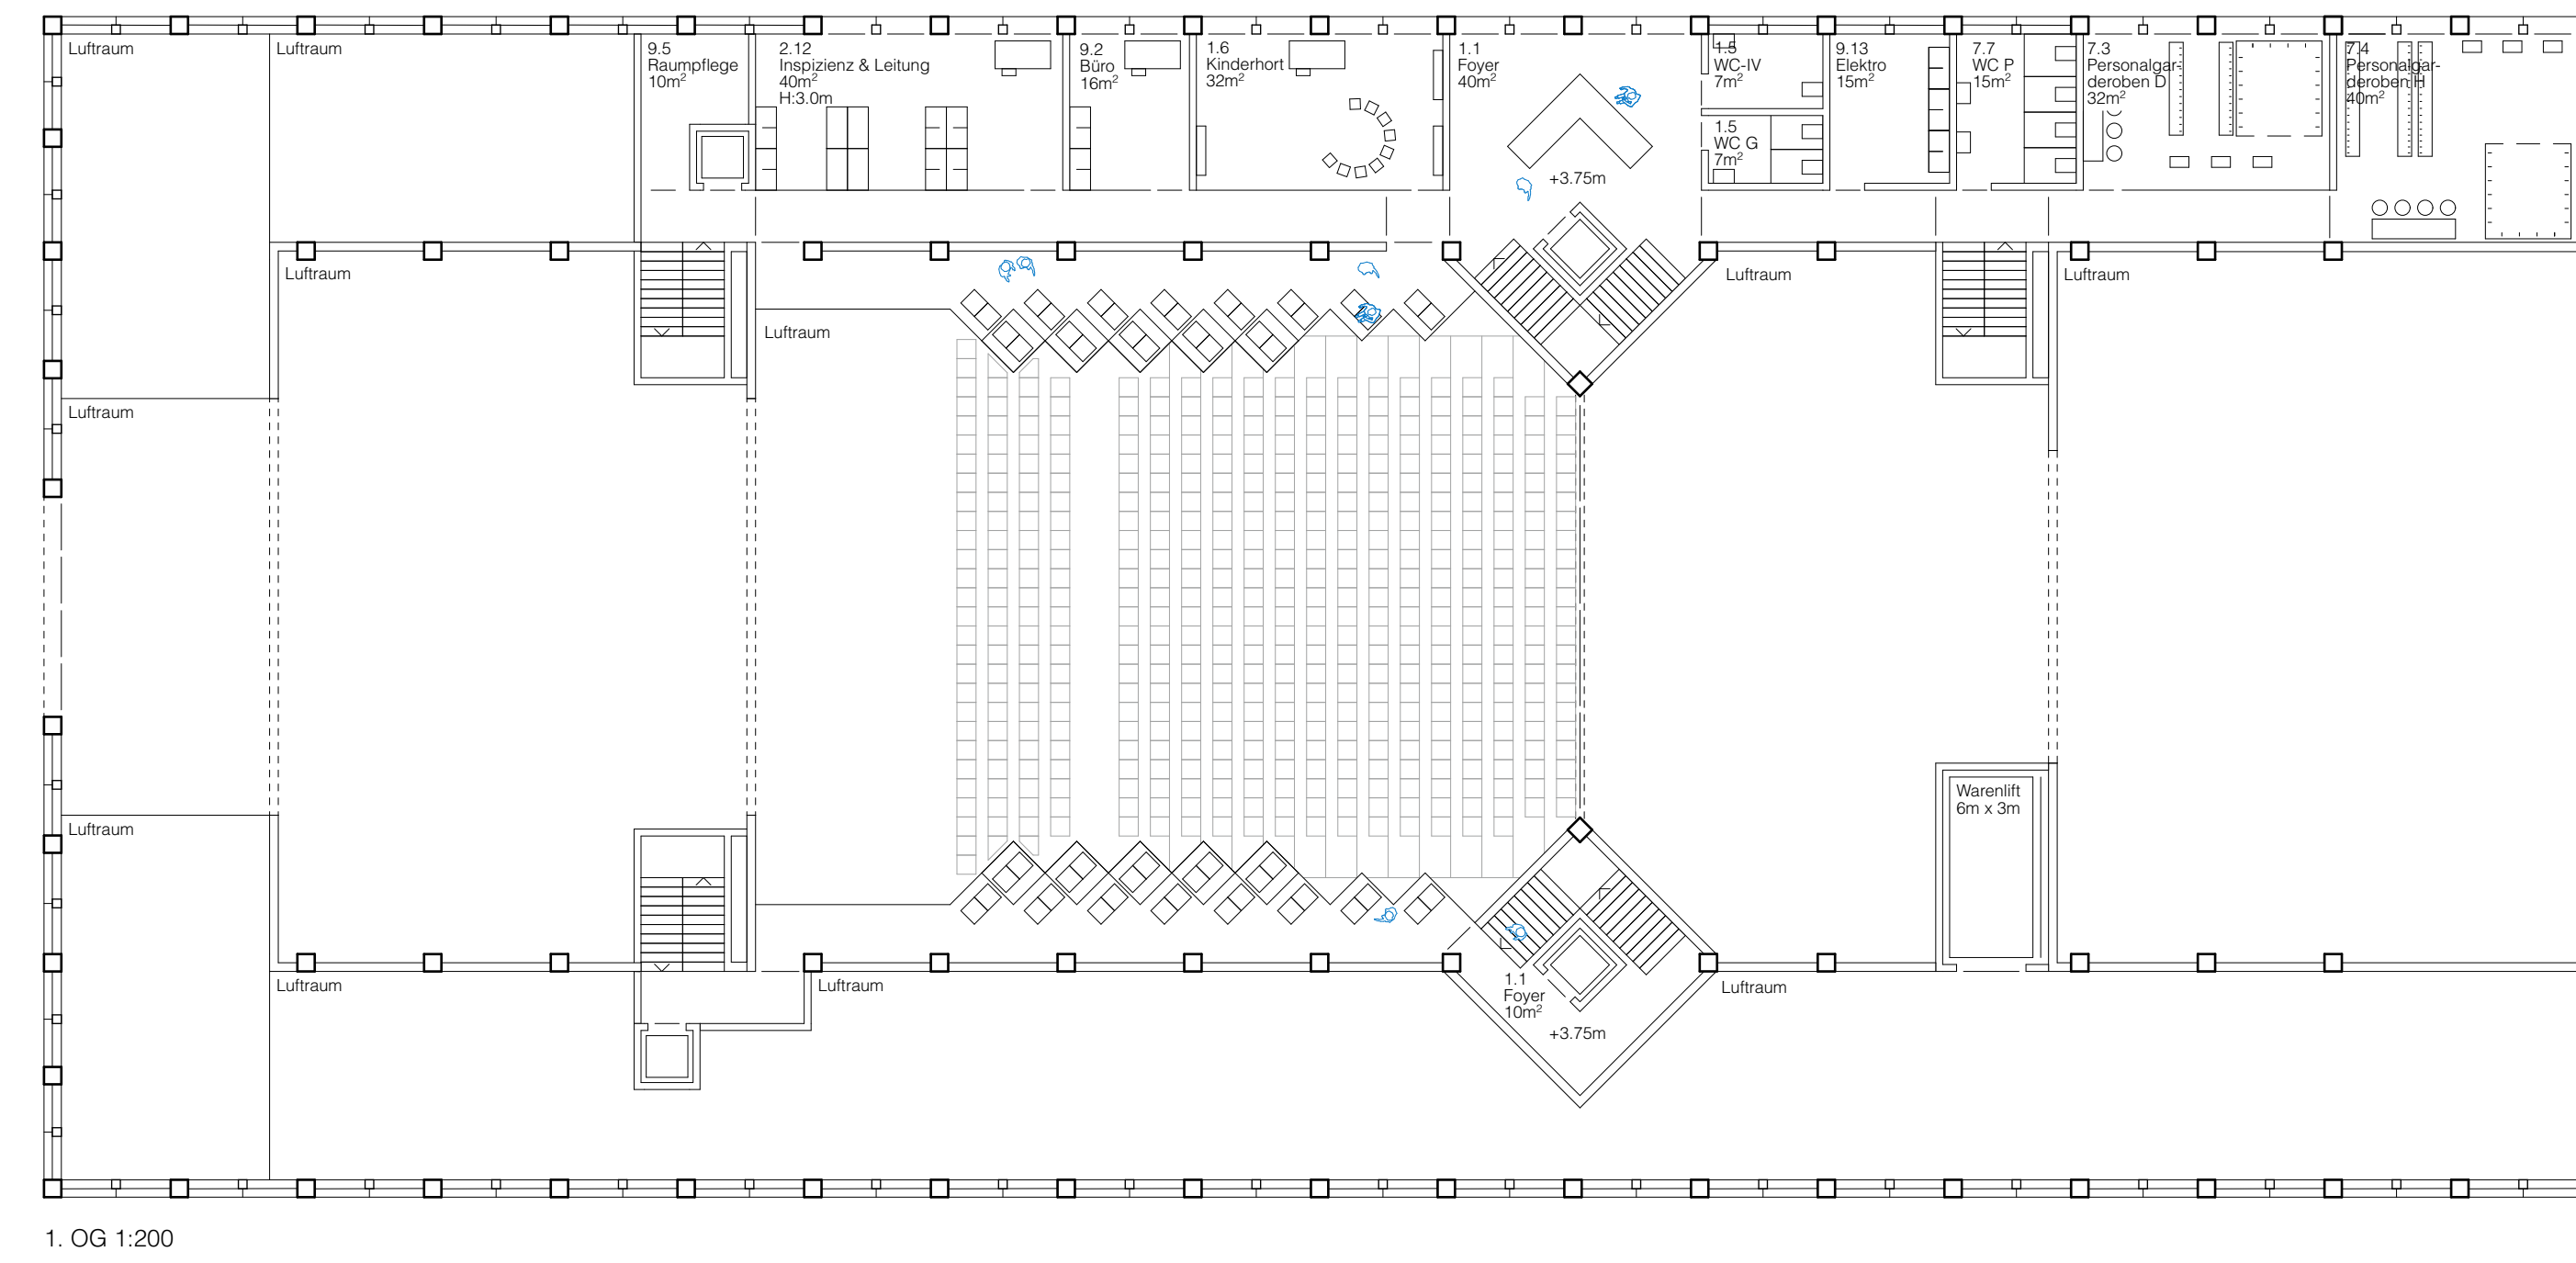 Luftraum
Luftraum
9.5
Raumpflege
10m²
2.12
Inspizienz & Leitung
40m²
H:3.0m
9.2
Büro
16m²
1.6
Kinderhort
32m²
1.1
Foyer
40m²
+3.75m
1.5
WC-IV
7m²
1.5
WC G
7m²
9.13
Elektro
15m²
7.7
WC P
15m²
7.3
Personalgar-
deroben D
32m²
7.4
Personalgar-
deroben H
40m²
Luftraum
Luftraum
Luftraum
Luftraum
Luftraum
Luftraum
Warenlift
6m x 3m
Luftraum
Luftraum
1.1
Foyer
10m²
+3.75m
Luftraum
Luftraum
1. OG 1:200